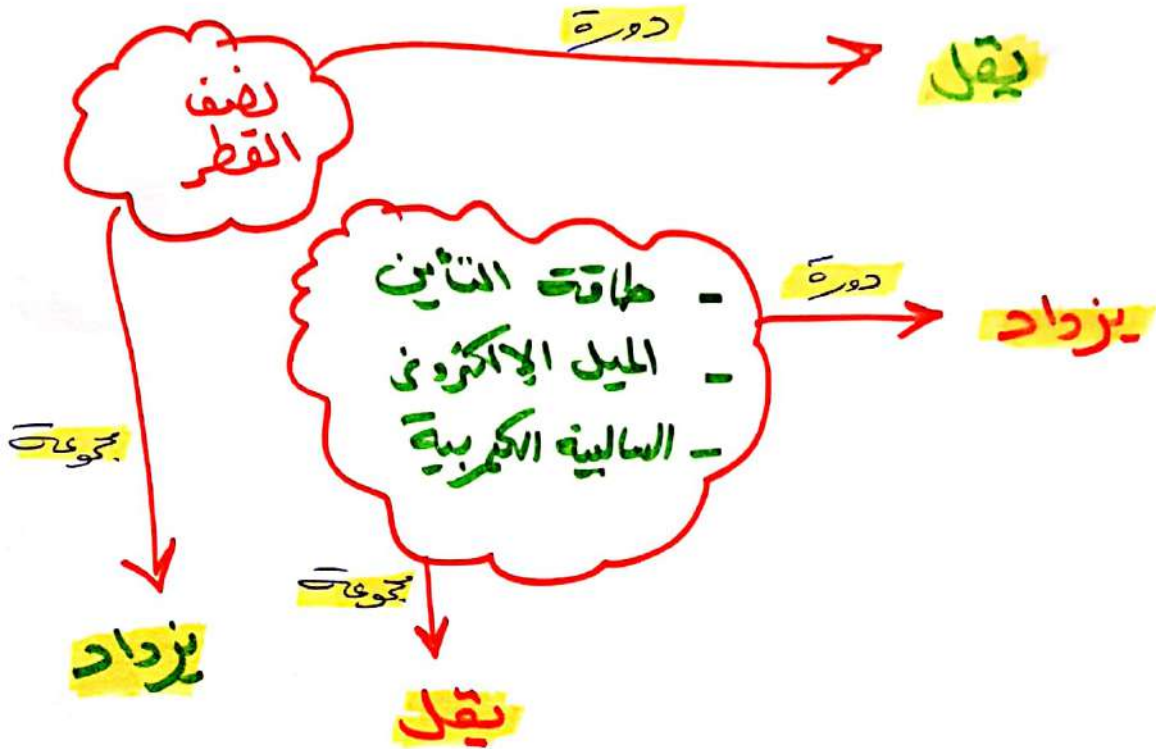 دورة
يقل
نصف
القطر
دورة
- طاقة التأين
- الميل الإلكتروني
- السالبية الكهربية
يزداد
مجموعة
مجموعة
يزداد
يقل